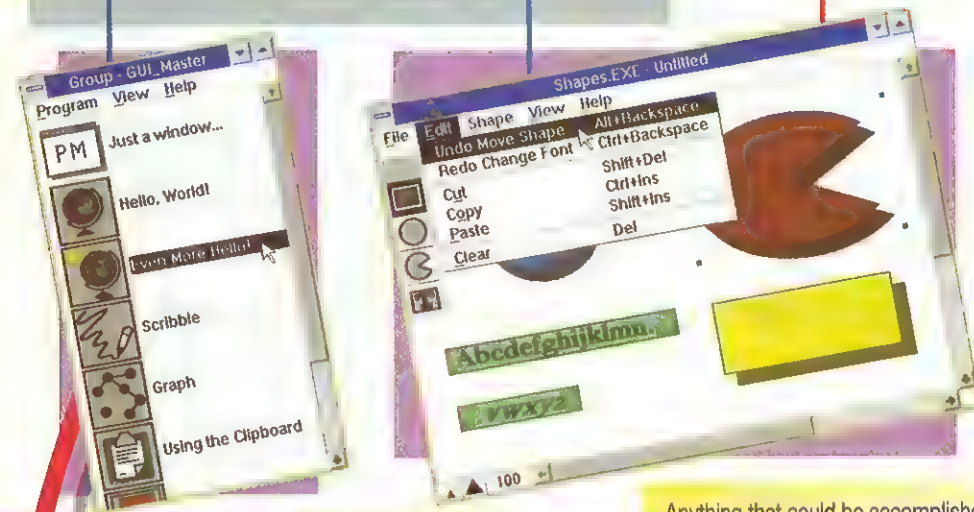 Group - GUI_Master
Program View Help
PM
Just a window...
Hello, World!
Even More Hello!
Scribble
Graph
Using the Clipboard
Shapes.EXE - Untitled
File Edit Shape View Help
Undo Move Shape Alt+Backspace
Redo Change Font Ctrl+Backspace
Cut Shift+Del
Copy Ctrl+Ins
Paste Shift+Ins
Clear Del
T
Abcdefghijklmn.
vwxyz
100
Anything that could be accomplishe